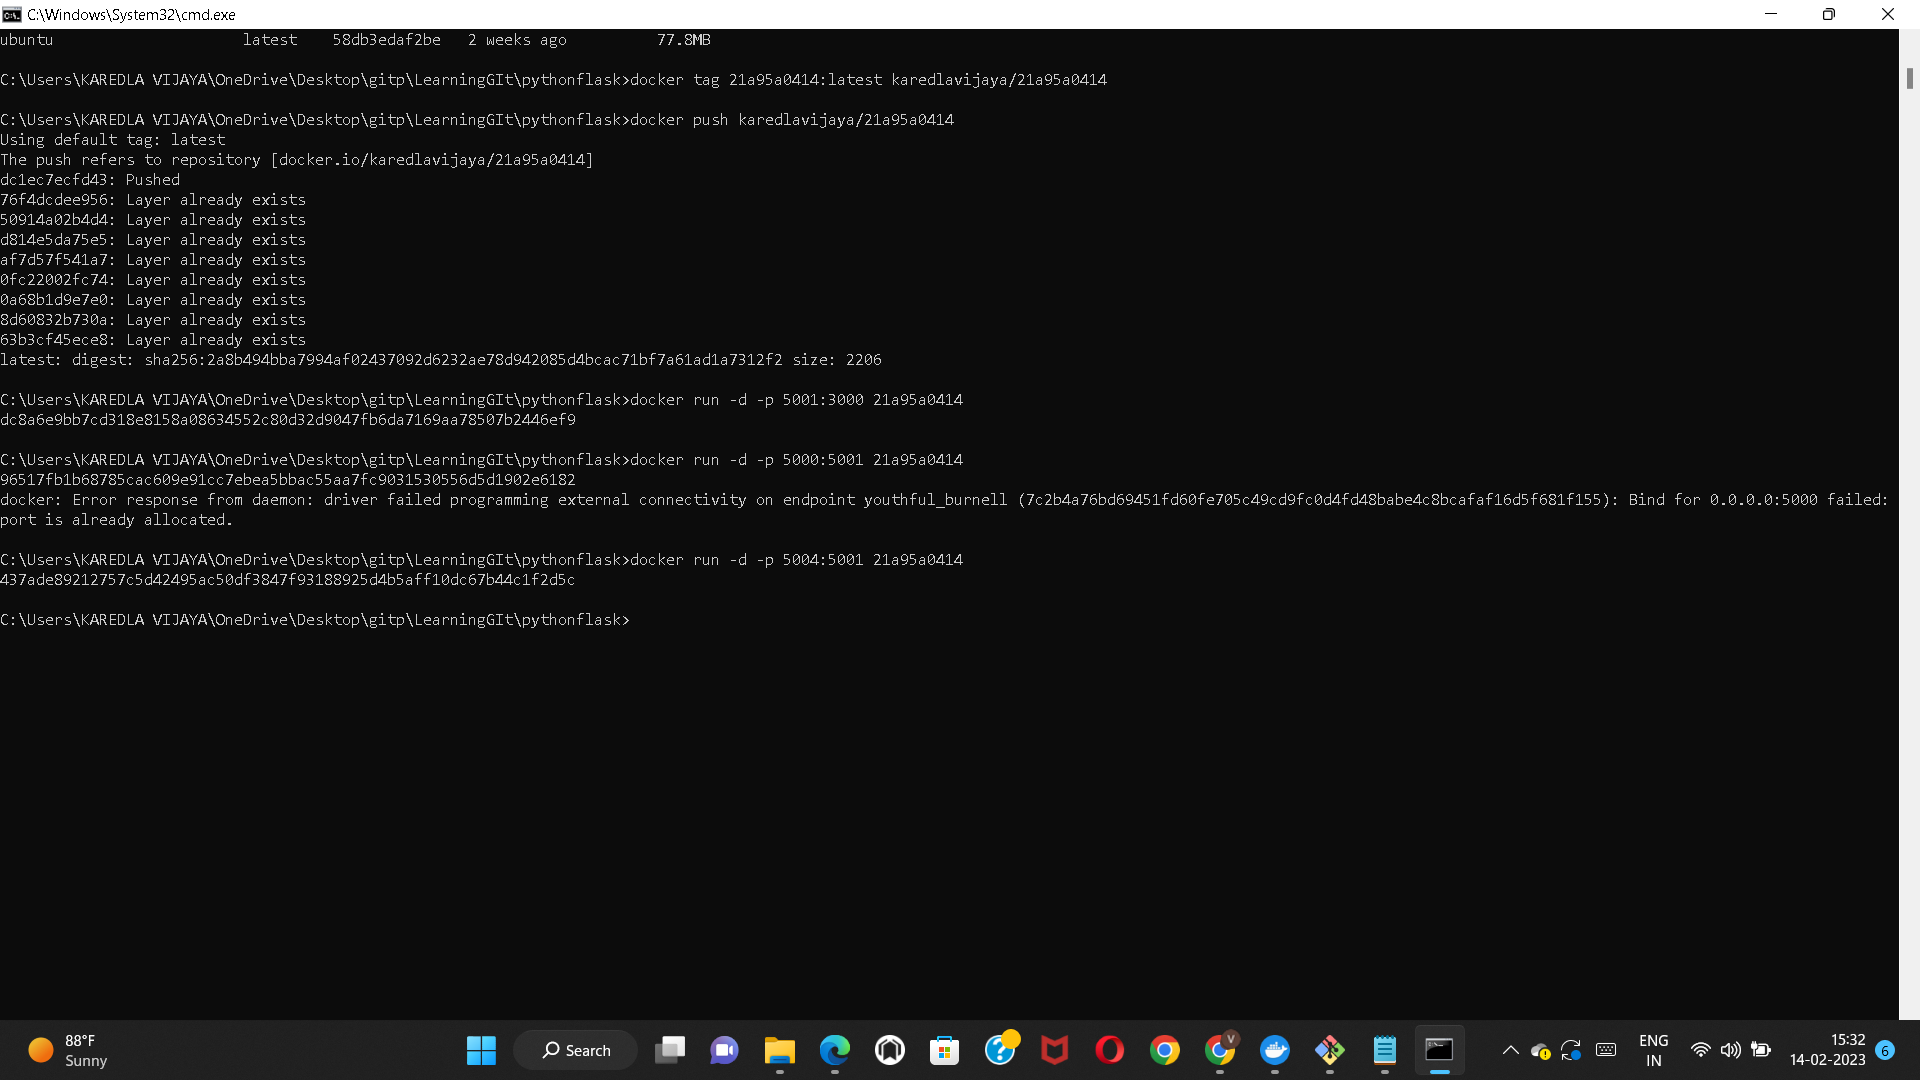 C:\Windows\System32\cmd.exe
ubuntu latest 58db3edaf2be 2 weeks ago 77.8MB
C:\Users\KAREDLA VIJAYA\OneDrive\Desktop\gitp\LearningGIt\pythonflask>docker tag 21a95a0414:latest karedlavijaya/21a95a0414
C:\Users\KAREDLA VIJAYA\OneDrive\Desktop\gitp\LearningGIt\pythonflask>docker push karedlavijaya/21a95a0414
Using default tag: latest
The push refers to repository [docker.io/karedlavijaya/21a95a0414]
dc1ec7ecfd43: Pushed
76f4dcdee956: Layer already exists
50914a02b4d4: Layer already exists
d814e5da75e5: Layer already exists
af7d57f541a7: Layer already exists
0fc22002fc74: Layer already exists
0a68b1d9e7e0: Layer already exists
8d60832b730a: Layer already exists
63b3cf45ece8: Layer already exists
latest: digest: sha256:2a8b494bba7994af02437092d6232ae78d942085d4bcac71bf7a61ad1a7312f2 size: 2206
C:\Users\KAREDLA VIJAYA\OneDrive\Desktop\gitp\LearningGIt\pythonflask>docker run -d -p 5001:3000 21a95a0414
dc8a6e9bb7cd318e8158a08634552c80d32d9047fb6da7169aa78507b2446ef9
C:\Users\KAREDLA VIJAYA\OneDrive\Desktop\gitp\LearningGIt\pythonflask>docker run -d -p 5000:5001 21a95a0414
96517fb1b68785cac609e91cc7ebea5bbac55aa7fc9031530556d5d1902e6182
docker: Error response from daemon: driver failed programming external connectivity on endpoint youthful_burnell (7c2b4a76bd69451fd60fe705c49cd9fc0d4fd48babe4c8bcafaf16d5f681f155): Bind for 0.0.0.0:5000 failed:
port is already allocated.
C:\Users\KAREDLA VIJAYA\OneDrive\Desktop\gitp\LearningGIt\pythonflask>docker run -d -p 5004:5001 21a95a0414
437ade89212757c5d42495ac50df3847f93188925d4b5aff10dc67b44c1f2d5c
C:\Users\KAREDLA VIJAYA\OneDrive\Desktop\gitp\LearningGIt\pythonflask>
88°F
Sunny
Search
V
ENG
IN
15:32
14-02-2023
6